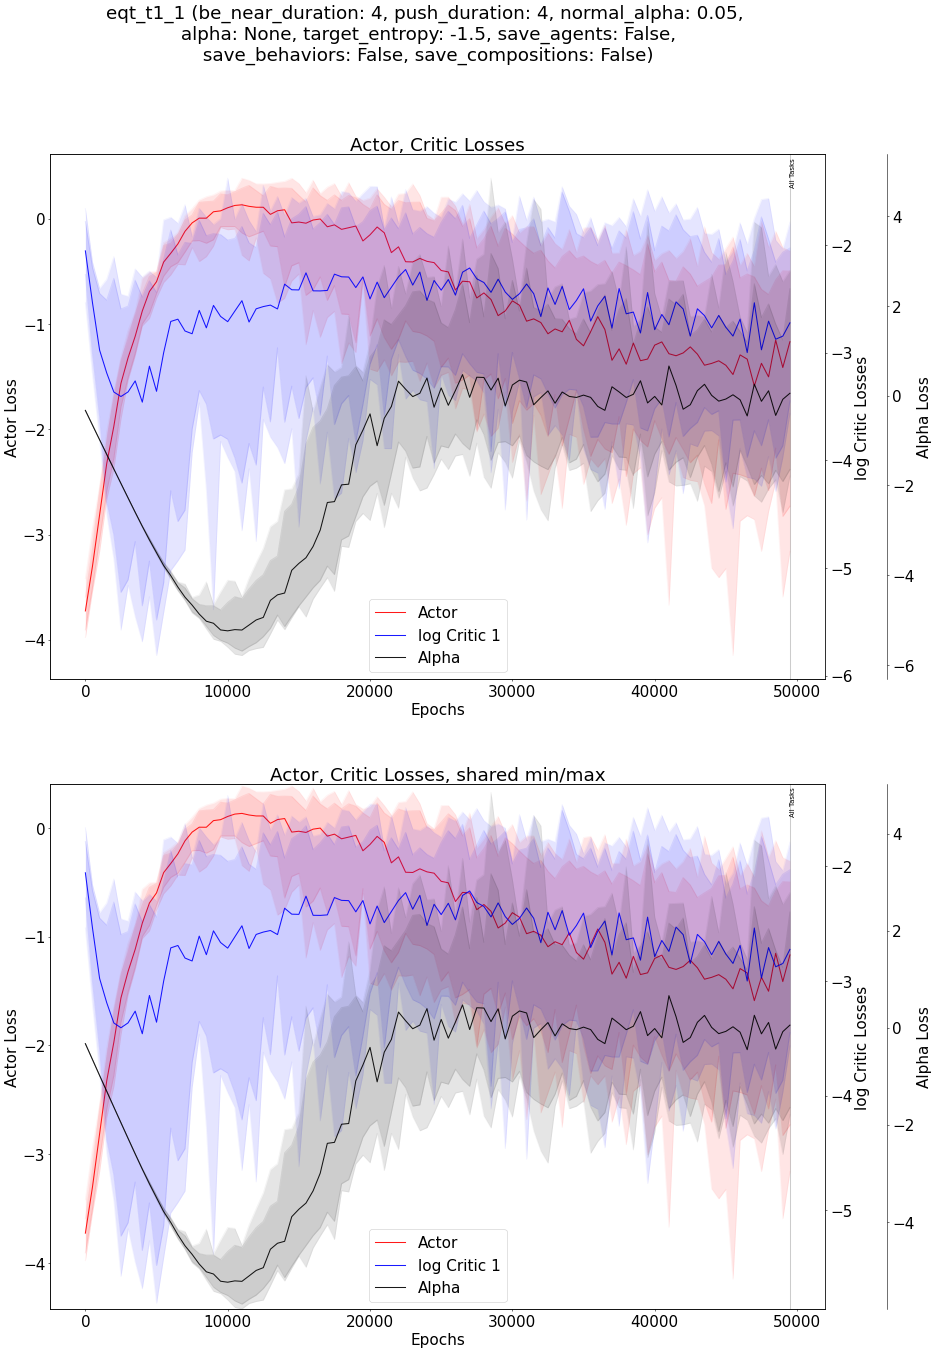 eqt_t1_1 (be_near_duration: 4, push_duration: 4, normal_alpha: 0.05,
alpha: None, target_entropy: -1.5, save_agents: False,
save_behaviors: False, save_compositions: False)
Actor, Critic Losses
All Tasks
0
−1
−2
−3
−4
Actor Loss
−2
−3
−4
−5
−6
log Critic Losses
4
2
0
−2
−4
−6
Alpha Loss
Actor
log Critic 1
Alpha
0 10000 20000 30000 40000 50000
Epochs
Actor, Critic Losses, shared min/max
All Tasks
0
−1
−2
−3
−4
Actor Loss
−2
−3
−4
−5
log Critic Losses
4
2
0
−2
−4
Alpha Loss
Actor
log Critic 1
Alpha
0 10000 20000 30000 40000 50000
Epochs